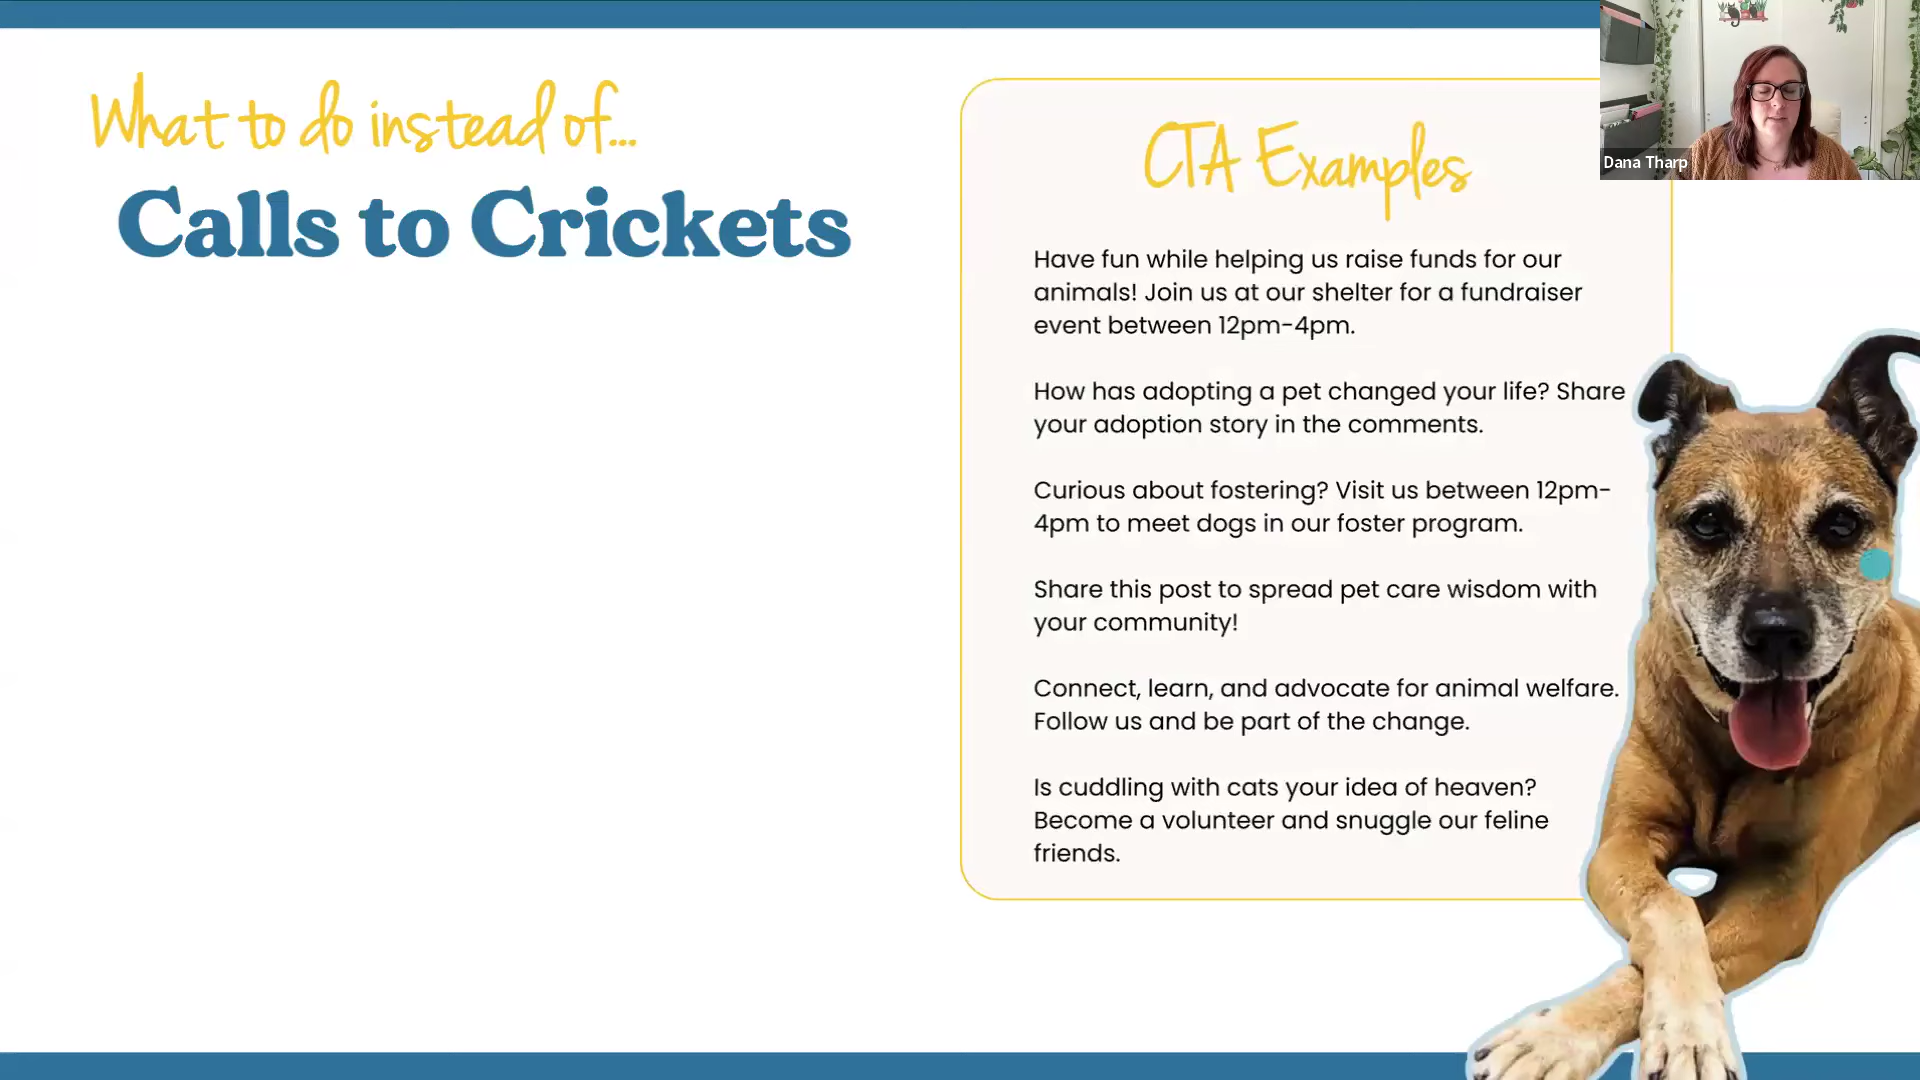 What to do instead of...
Calls to Crickets
CTA Examples
Have fun while helping us raise funds for our
animals! Join us at our shelter for a fundraiser
event between 12pm-4pm.
How has adopting a pet changed your life? Share
your adoption story in the comments.
Curious about fostering? Visit us between 12pm-
4pm to meet dogs in our foster program.
Share this post to spread pet care wisdom with
your community!
Connect, learn, and advocate for animal welfare.
Follow us and be part of the change.
Is cuddling with cats your idea of heaven?
Become a volunteer and snuggle our feline
friends.
Dana Tharp